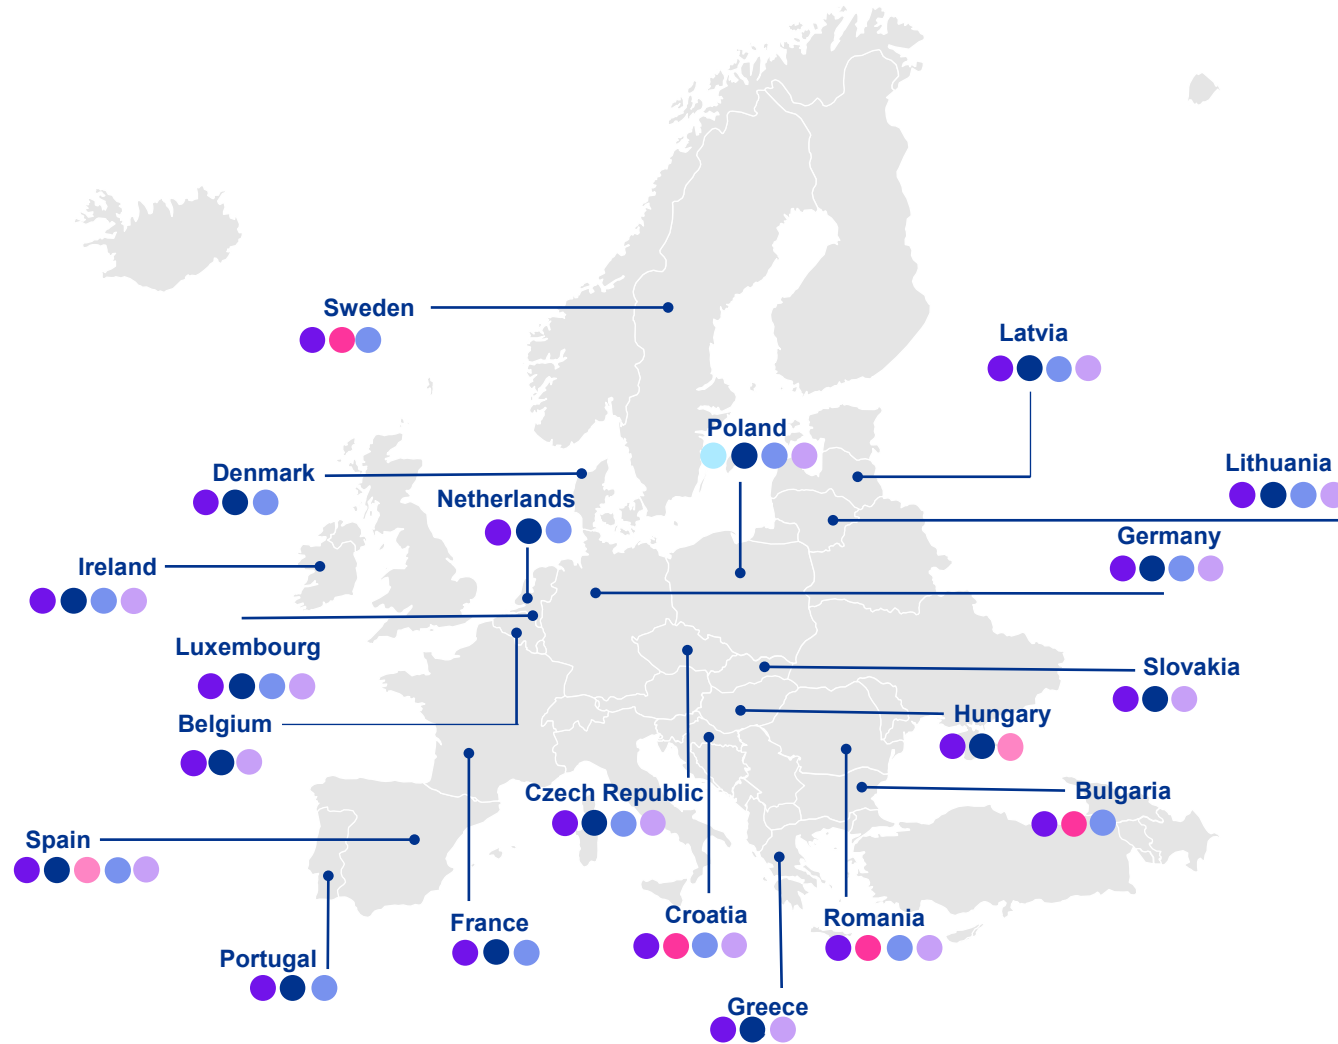 Sweden
Latvia
Poland
Lithuania
Denmark
Netherlands
Germany
Ireland
Luxembourg
Slovakia
Belgium
Hungary
Czech Republic
Bulgaria
Spain
Croatia
Romania
France
Portugal
Greece